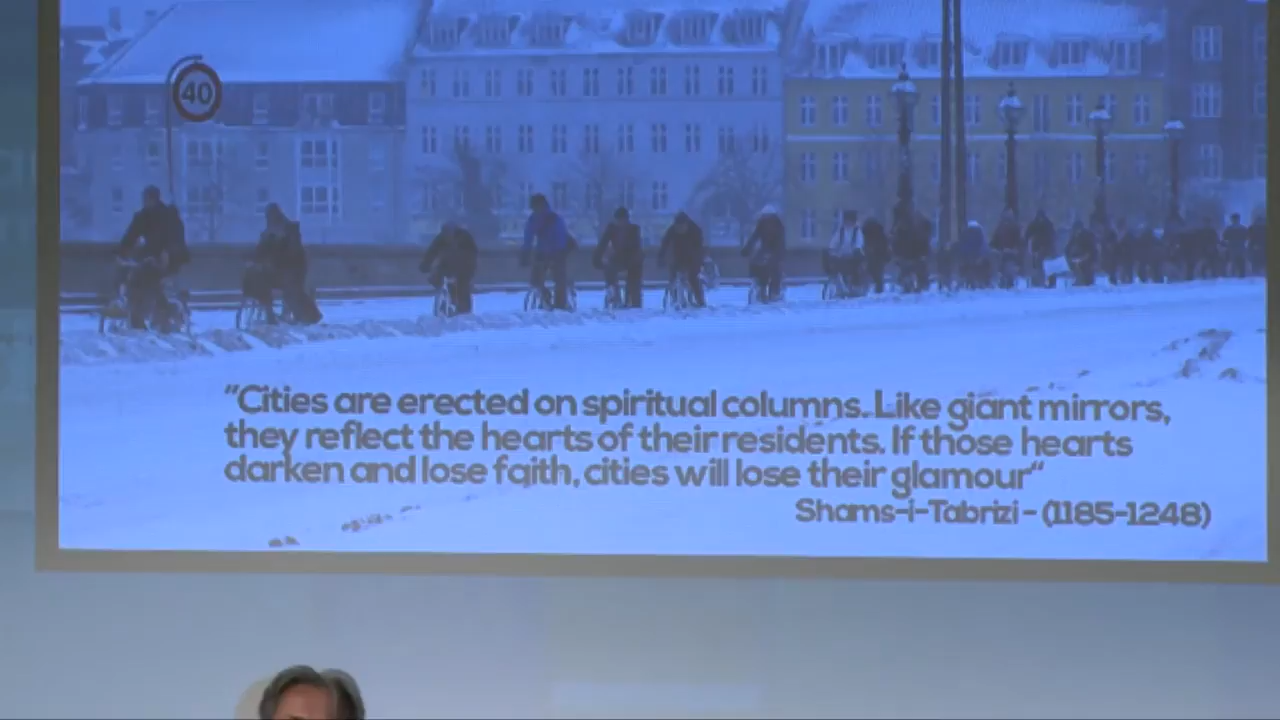 40
"Cities are erected on spiritual columns. Like giant mirrors,
they reflect the hearts of their residents. If those hearts
darken and lose faith, cities will lose their glamour“
Shams-i-Tabrizi - (1185-1248)